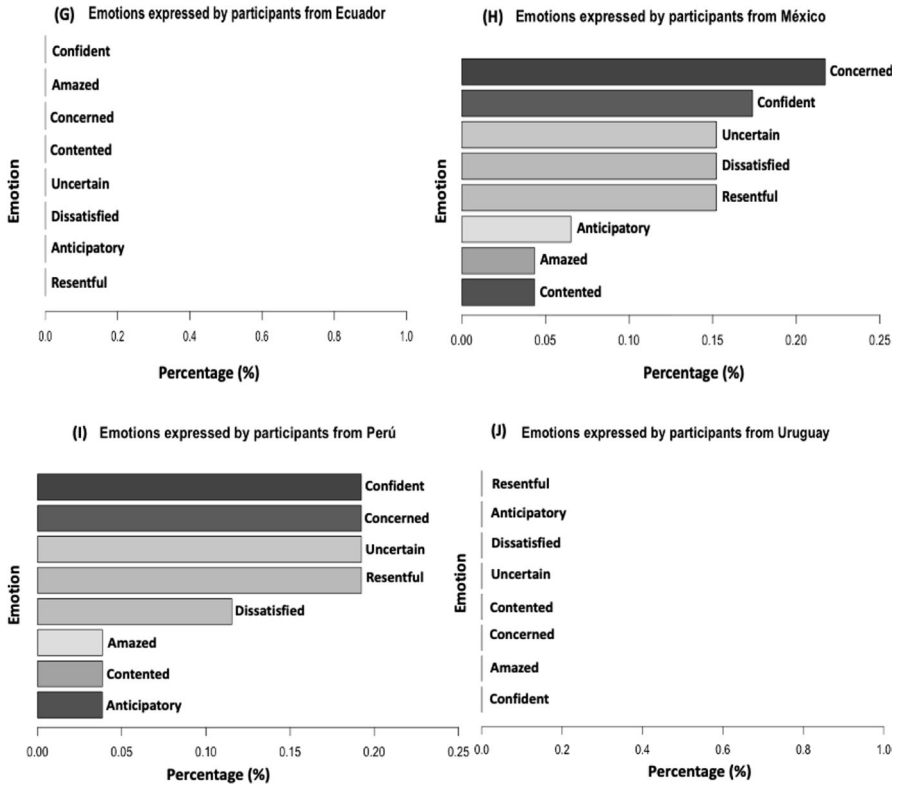 (G) Emotions expressed by participants from Ecuador
Confident
Amazed
Concerned
Contented
Uncertain
Dissatisfied
Anticipatory
Resentful
Emotion
0.0 0.2 0.4 0.6 0.8 1.0
Percentage (%)
(H) Emotions expressed by participants from México
Concerned
Confident
Uncertain
Dissatisfied
Resentful
Anticipatory
Amazed
Contented
Emotion
0.00 0.05 0.10 0.15 0.20 0.25
Percentage (%)
(I) Emotions expressed by participants from Perú
Confident
Concerned
Uncertain
Resentful
Dissatisfied
Amazed
Contented
Anticipatory
Emotion
0.00 0.05 0.10 0.15 0.20 0.25
Percentage (%)
(J) Emotions expressed by participants from Uruguay
Resentful
Anticipatory
Dissatisfied
Uncertain
Contented
Concerned
Amazed
Confident
Emotion
0.0 0.2 0.4 0.6 0.8 1.0
Percentage (%)